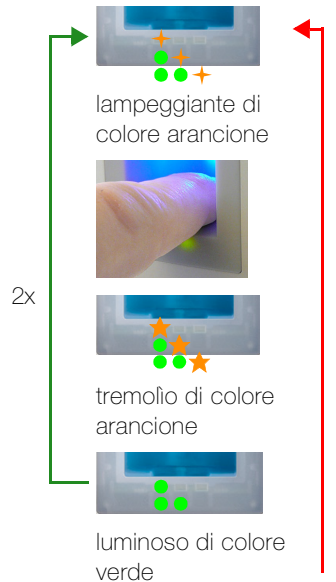 lampeggiante di
colore arancione
2x
tremolìo di colore
arancione
luminoso di colore
verde